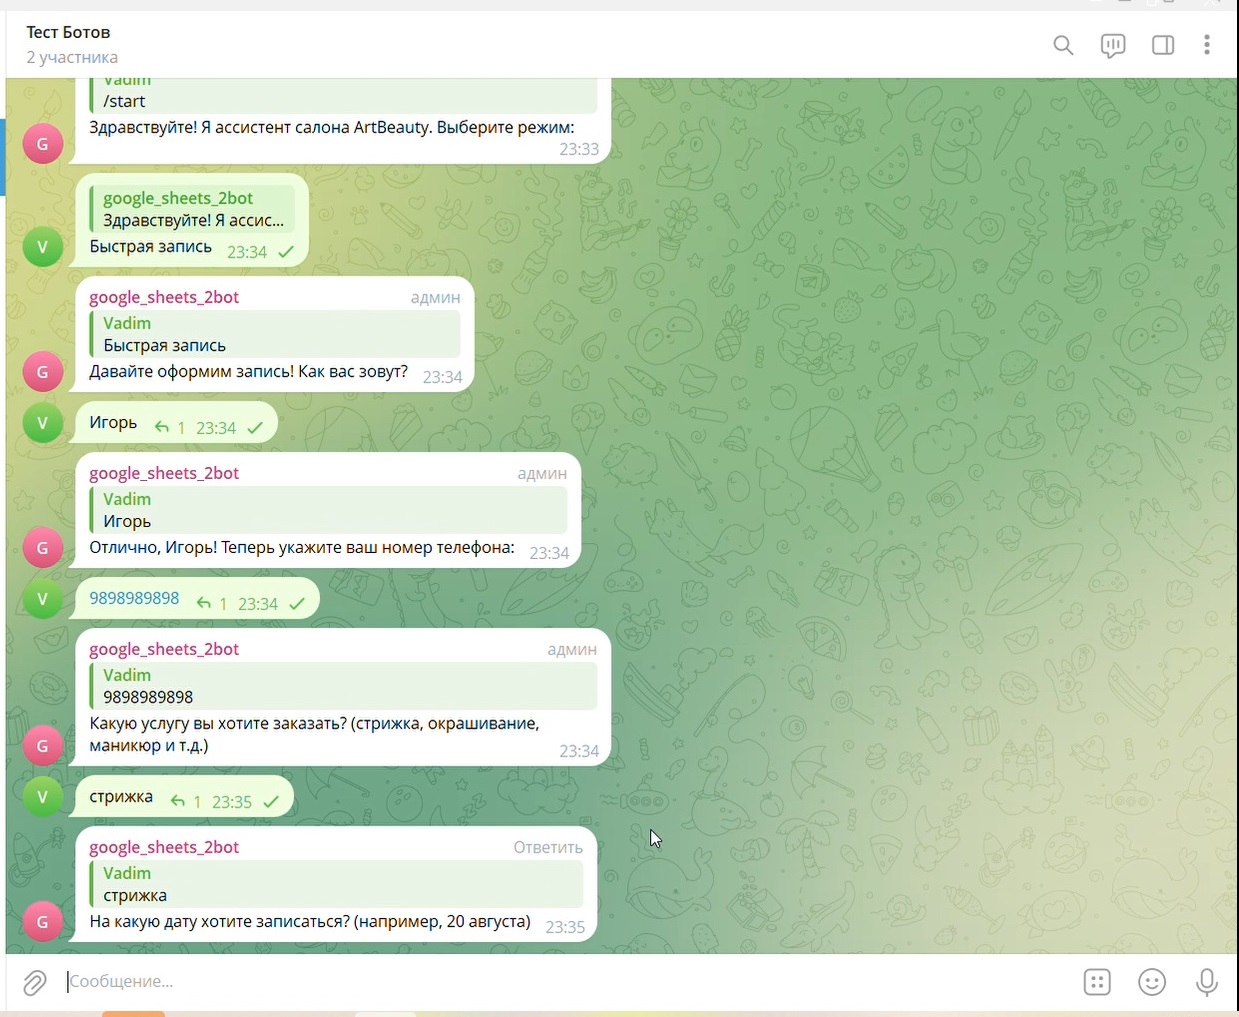 Тест Ботов
2 участника
Vadim
/start
Здравствуйте! Я ассистент салона ArtBeauty. Выберите режим:
23:33
G
google_sheets_2bot
Здравствуйте! Я ассис...
Быстрая запись 23:34
V
google_sheets_2bot админ
Vadim
Быстрая запись
Давайте оформим запись! Как вас зовут? 23:34
G
V
Игорь 1 23:34
google_sheets_2bot админ
Vadim
Игорь
Отлично, Игорь! Теперь укажите ваш номер телефона: 23:34
G
V
9898989898 1 23:34
google_sheets_2bot админ
Vadim
9898989898
Какую услугу вы хотите заказать? (стрижка, окрашивание,
маникюр и т.д.) 23:34
G
V
стрижка 1 23:35
google_sheets_2bot Ответить
Vadim
стрижка
На какую дату хотите записаться? (например, 20 августа) 23:35
G
Сообщение...